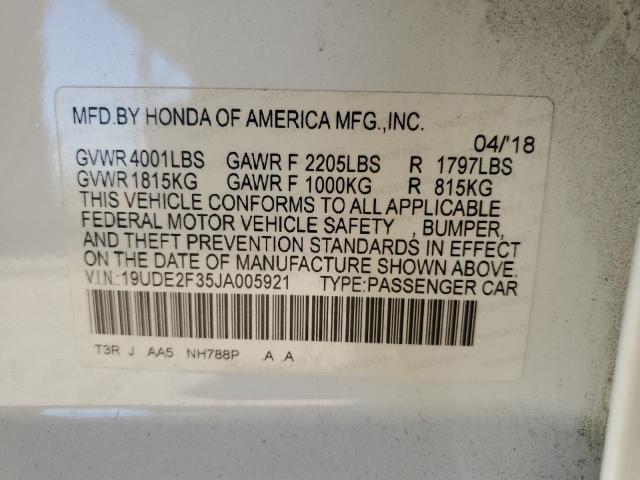 MFD.BY HONDA OF AMERICA MFG.,INC.
04/'18
GVWR 4001LBS GAWR F 2205LBS R 1797LBS
GVWR 1815KG GAWR F 1000KG R 815KG
THIS VEHICLE CONFORMS TO ALL APPLICABLE
FEDERAL MOTOR VEHICLE SAFETY , BUMPER,
AND THEFT PREVENTION STANDARDS IN EFFECT
ON THE DATE OF MANUFACTURE SHOWN ABOVE.
V.I.N.:19UDE2F35JA005921 TYPE:PASSENGER CAR
T3R J AA5 NH788P .A .A